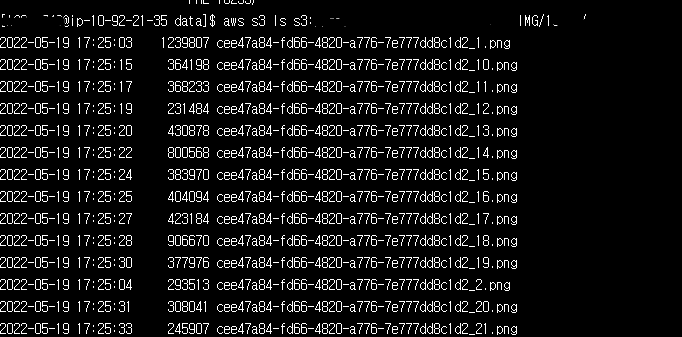 @ip-10-92-21-35 data]$ aws s3 ls s3: IMG/1
2022-05-19 17:25:03 1239807 cee47a84-fd66-4820-a776-7e777dd8c1d2_1.png
2022-05-19 17:25:15 364198 cee47a84-fd66-4820-a776-7e777dd8c1d2_10.png
2022-05-19 17:25:17 368233 cee47a84-fd66-4820-a776-7e777dd8c1d2_11.png
2022-05-19 17:25:19 231484 cee47a84-fd66-4820-a776-7e777dd8c1d2_12.png
2022-05-19 17:25:20 430878 cee47a84-fd66-4820-a776-7e777dd8c1d2_13.png
2022-05-19 17:25:22 800568 cee47a84-fd66-4820-a776-7e777dd8c1d2_14.png
2022-05-19 17:25:24 383970 cee47a84-fd66-4820-a776-7e777dd8c1d2_15.png
2022-05-19 17:25:25 404094 cee47a84-fd66-4820-a776-7e777dd8c1d2_16.png
2022-05-19 17:25:27 423184 cee47a84-fd66-4820-a776-7e777dd8c1d2_17.png
2022-05-19 17:25:28 906670 cee47a84-fd66-4820-a776-7e777dd8c1d2_18.png
2022-05-19 17:25:30 377976 cee47a84-fd66-4820-a776-7e777dd8c1d2_19.png
2022-05-19 17:25:04 293513 cee47a84-fd66-4820-a776-7e777dd8c1d2_2.png
2022-05-19 17:25:31 308041 cee47a84-fd66-4820-a776-7e777dd8c1d2_20.png
2022-05-19 17:25:33 245907 cee47a84-fd66-4820-a776-7e777dd8c1d2_21.png